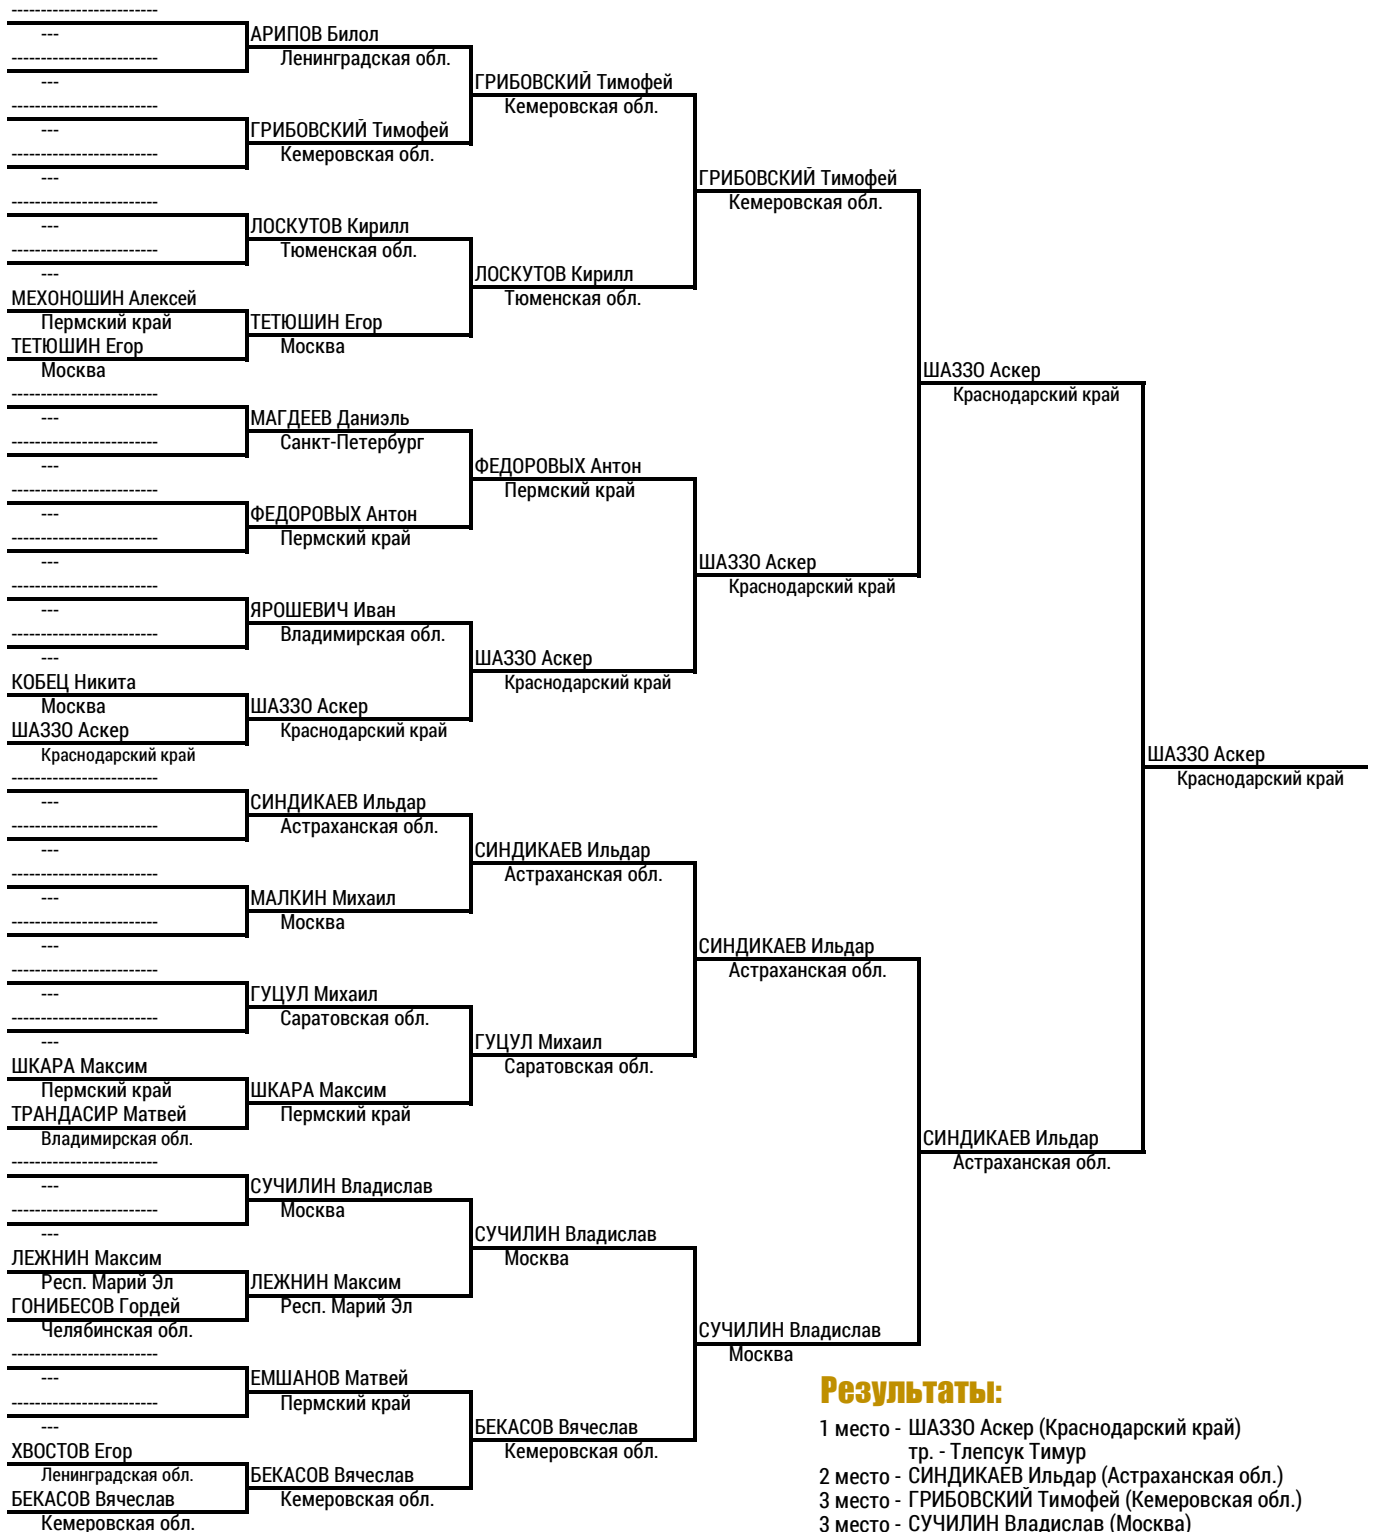 -------------------------
---
-------------------------
---
-------------------------
---
-------------------------
---
-------------------------
---
-------------------------
---
МЕХОНОШИН Алексей
Пермский край
ТЕТЮШИН Егор
Москва
-------------------------
---
-------------------------
---
-------------------------
---
-------------------------
---
-------------------------
---
-------------------------
---
КОБЕЦ Никита
Москва
ШАЗЗО Аскер
Краснодарский край
-------------------------
---
-------------------------
---
-------------------------
---
-------------------------
---
-------------------------
---
-------------------------
---
ШКАРА Максим
Пермский край
ТРАНДАСИР Матвей
Владимирская обл.
-------------------------
---
-------------------------
---
ЛЕЖНИН Максим
Респ. Марий Эл
ГОНИБЕСОВ Гордей
Челябинская обл.
-------------------------
---
-------------------------
---
ХВОСТОВ Егор
Ленинградская обл.
БЕКАСОВ Вячеслав
Кемеровская обл.
АРИПОВ Билол
Ленинградская обл.
ГРИБОВСКИЙ Тимофей
Кемеровская обл.
ЛОСКУТОВ Кирилл
Тюменская обл.
ТЕТЮШИН Егор
Москва
МАГДЕЕВ Даниэль
Санкт-Петербург
ФЕДОРОВЫХ Антон
Пермский край
ЯРОШЕВИЧ Иван
Владимирская обл.
ШАЗЗО Аскер
Краснодарский край
СИНДИКАЕВ Ильдар
Астраханская обл.
МАЛКИН Михаил
Москва
ГУЦУЛ Михаил
Саратовская обл.
ШКАРА Максим
Пермский край
СУЧИЛИН Владислав
Москва
ЛЕЖНИН Максим
Респ. Марий Эл
ЕМШАНОВ Матвей
Пермский край
БЕКАСОВ Вячеслав
Кемеровская обл.
ГРИБОВСКИЙ Тимофей
Кемеровская обл.
ЛОСКУТОВ Кирилл
Тюменская обл.
ФЕДОРОВЫХ Антон
Пермский край
ШАЗЗО Аскер
Краснодарский край
СИНДИКАЕВ Ильдар
Астраханская обл.
ГУЦУЛ Михаил
Саратовская обл.
СУЧИЛИН Владислав
Москва
БЕКАСОВ Вячеслав
Кемеровская обл.
ГРИБОВСКИЙ Тимофей
Кемеровская обл.
ШАЗЗО Аскер
Краснодарский край
СИНДИКАЕВ Ильдар
Астраханская обл.
СУЧИЛИН Владислав
Москва
ШАЗЗО Аскер
Краснодарский край
СИНДИКАЕВ Ильдар
Астраханская обл.
ШАЗЗО Аскер
Краснодарский край
Результаты:
1 место - ШАЗЗО Аскер (Краснодарский край)
тр. - Тлепсук Тимур
2 место - СИНДИКАЕВ Ильдар (Астраханская обл.)
3 место - ГРИБОВСКИЙ Тимофей (Кемеровская обл.)
3 место - СУЧИЛИН Владислав (Москва)